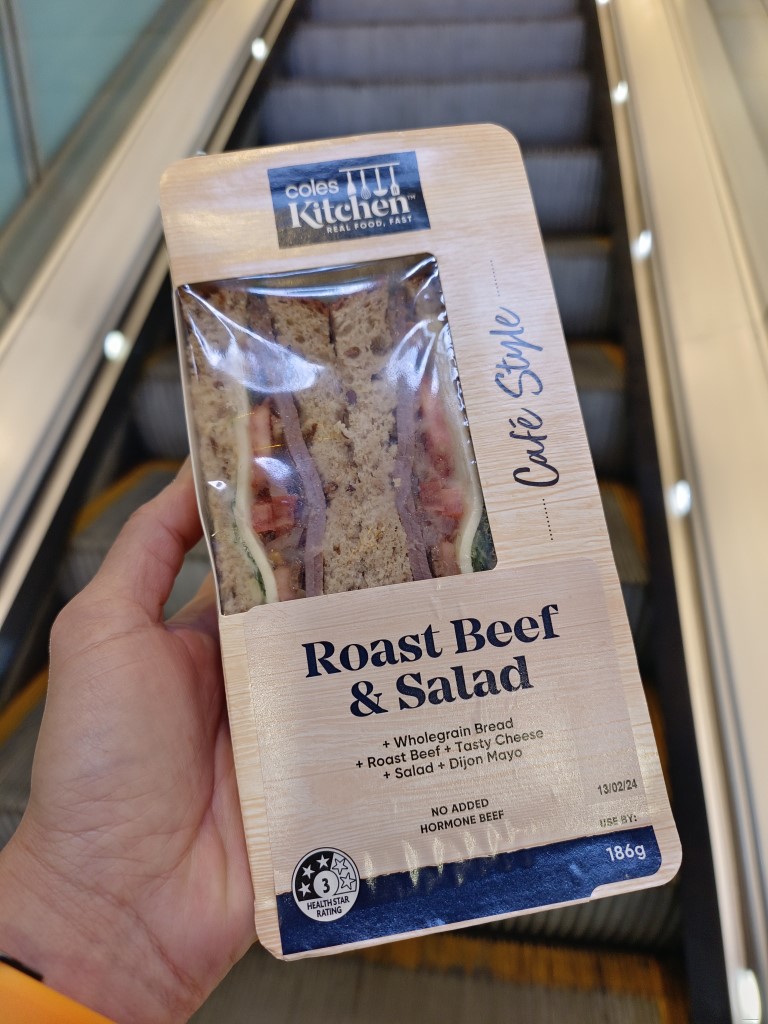 coles
Kitchen™
REAL FOOD, FAST
Café Style
Roast Beef
& Salad
+ Wholegrain Bread
+ Roast Beef + Tasty Cheese
+ Salad + Dijon Mayo
NO ADDED
HORMONE BEEF
13/02/24
USE BY:
186g
3
HEALTH STAR
RATING